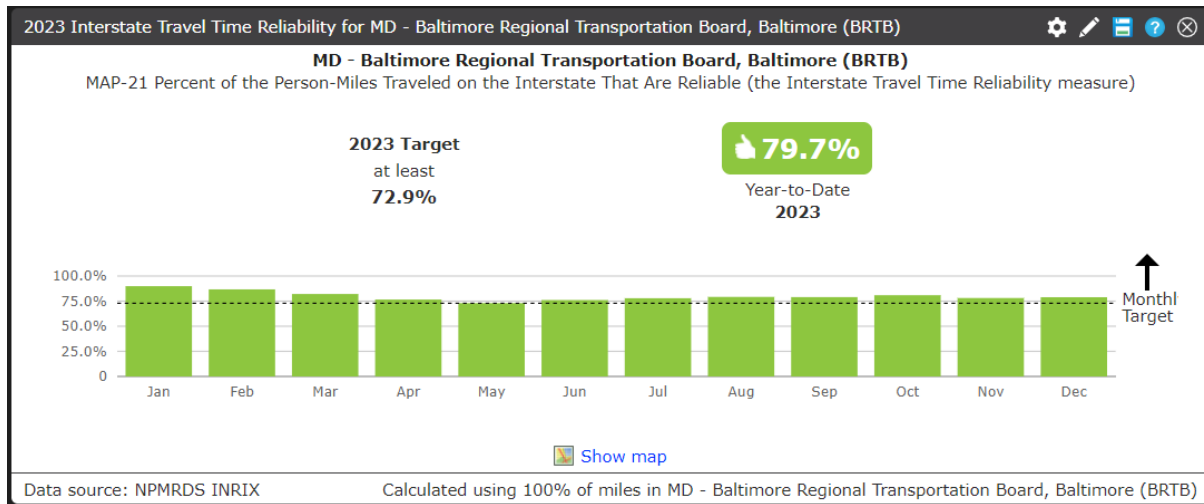 2023 Interstate Travel Time Reliability for MD - Baltimore Regional Transportation Board, Baltimore (BRTB)
MD - Baltimore Regional Transportation Board, Baltimore (BRTB)
MAP-21 Percent of the Person-Miles Traveled on the Interstate That Are Reliable (the Interstate Travel Time Reliability measure)
2023 Target
at least
72.9%
79.7%
Year-to-Date
2023
100.0%
75.0%
50.0%
25.0%
0
Monthl
Target
Jan Feb Mar Apr May Jun Jul Aug Sep Oct Nov Dec
Show map
Data source: NPMRDS INRIX
Calculated using 100% of miles in MD - Baltimore Regional Transportation Board, Baltimore (BRTB)